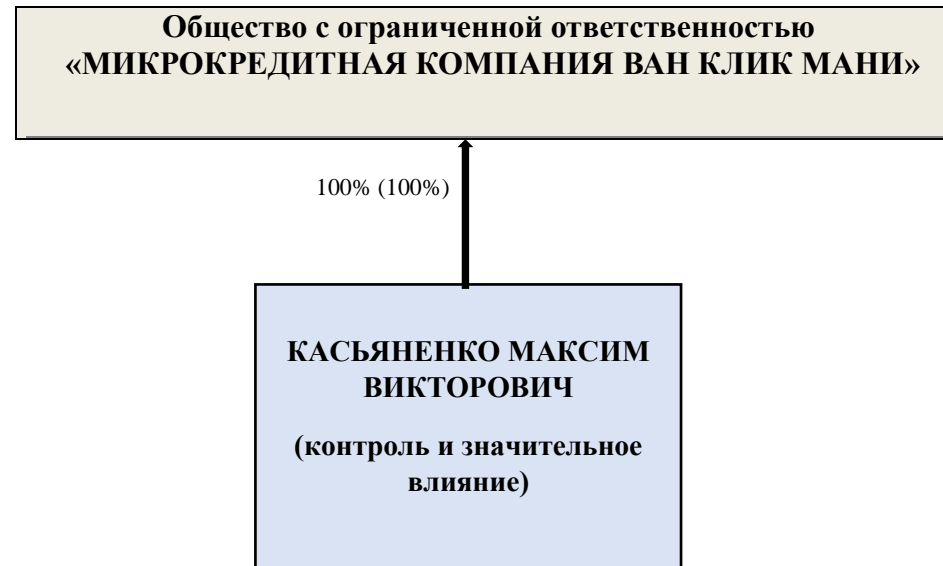 Общество с ограниченной ответственностью
«МИКРОКРЕДИТНАЯ КОМПАНИЯ ВАН КЛИК МАНИ»
100% (100%)
КАСЬЯНЕНКО МАКСИМ
ВИКТОРОВИЧ
(контроль и значительное
влияние)